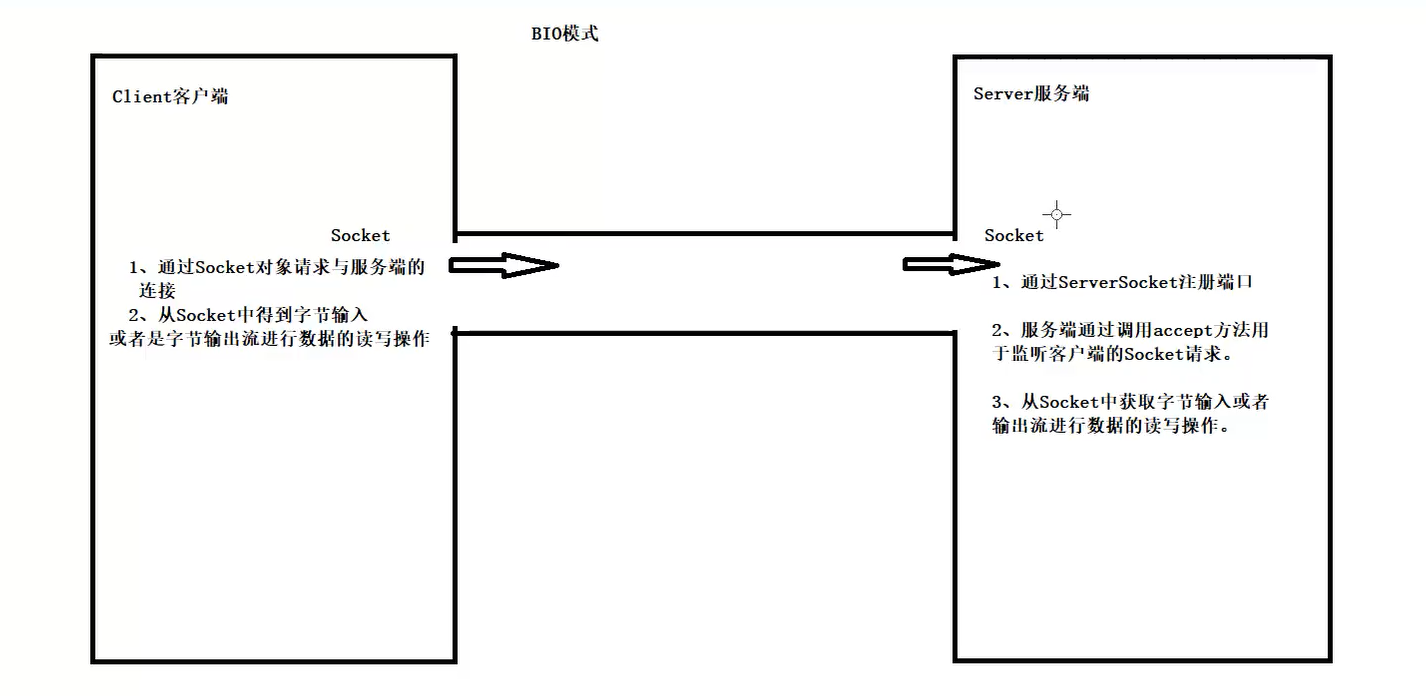 BIO模式
Client客户端
Socket
1、通过Socket对象请求与服务端的
连接
2、从Socket中得到字节输入
或者是字节输出流进行数据的读写操作
Server服务端
Socket
1、通过ServerSocket注册端口
2、服务端通过调用accept方法用
于监听客户端的Socket请求。
3、从Socket中获取字节输入或者
输出流进行数据的读写操作。